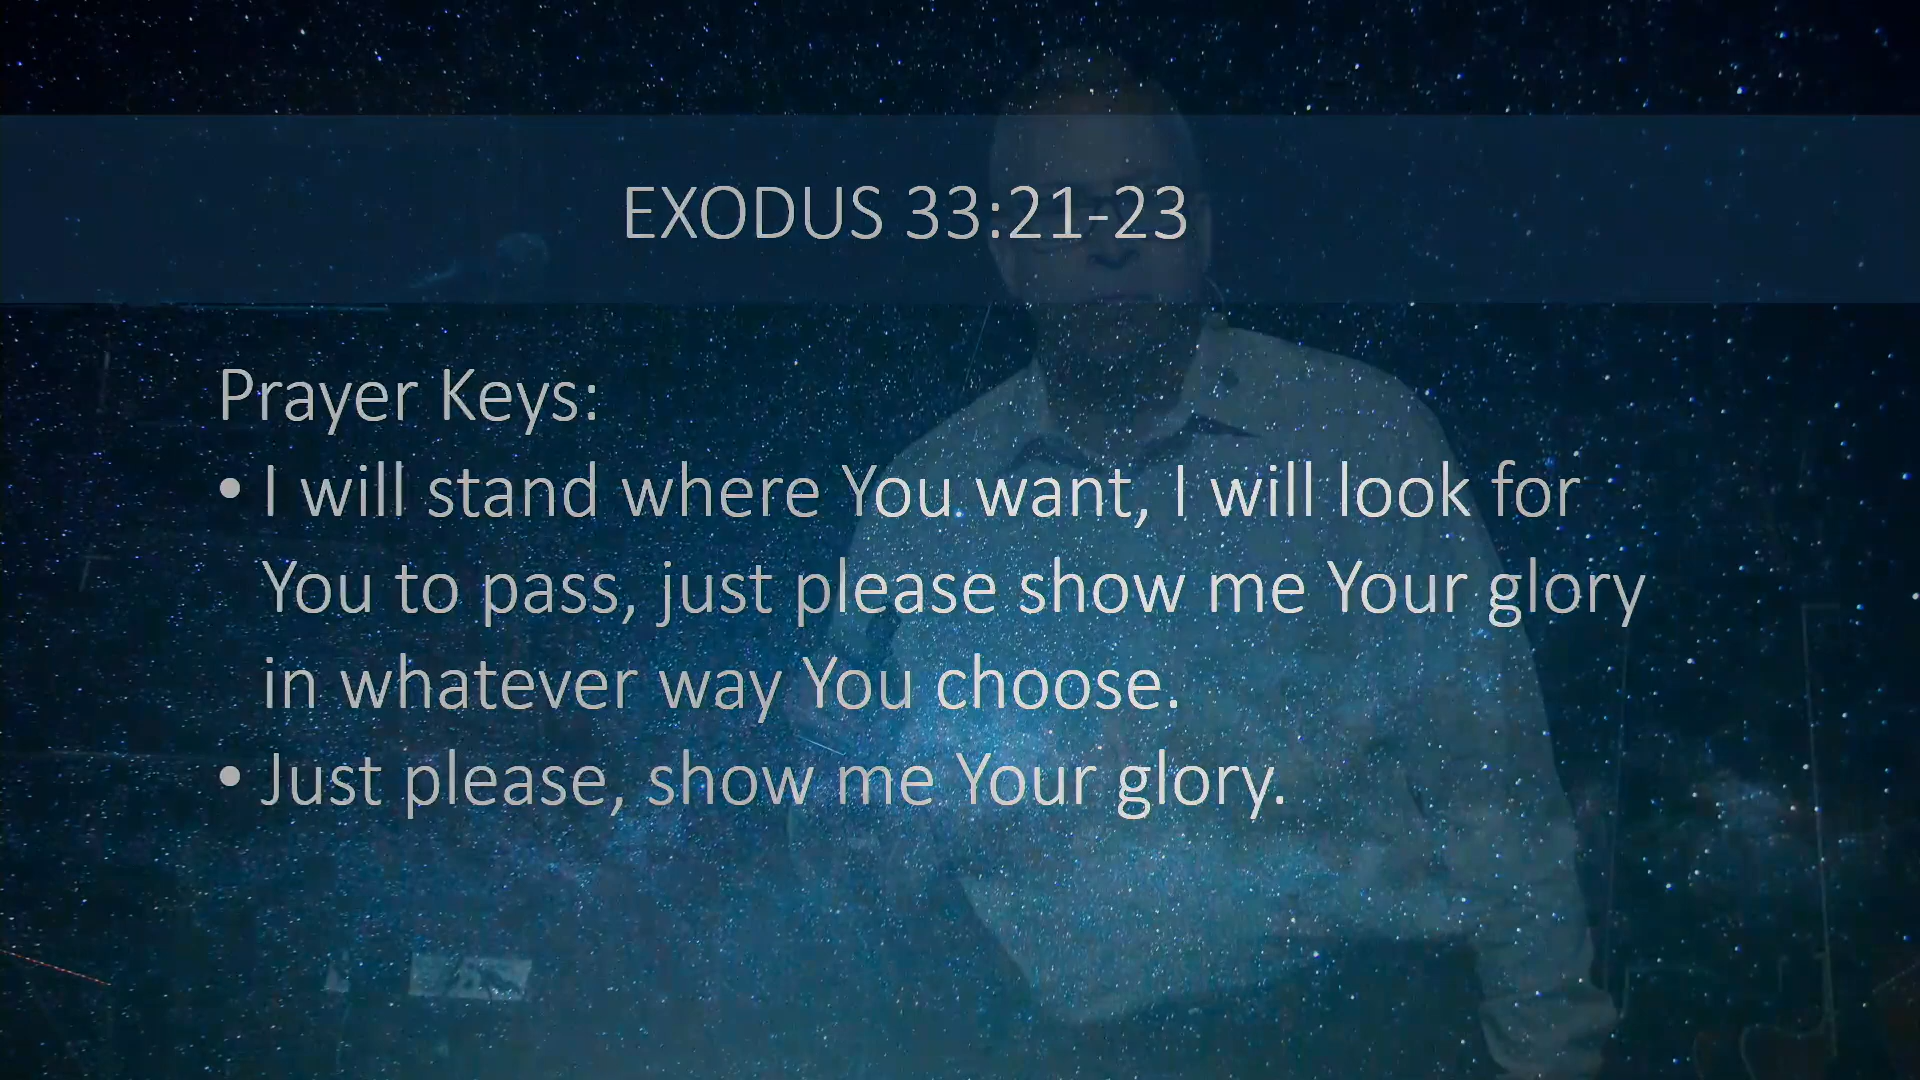 EXODUS 33:21-23
Prayer Keys:
• I will stand where You want, I will look for
You to pass, just please show me Your glory
in whatever way You choose.
• Just please, show me Your glory.